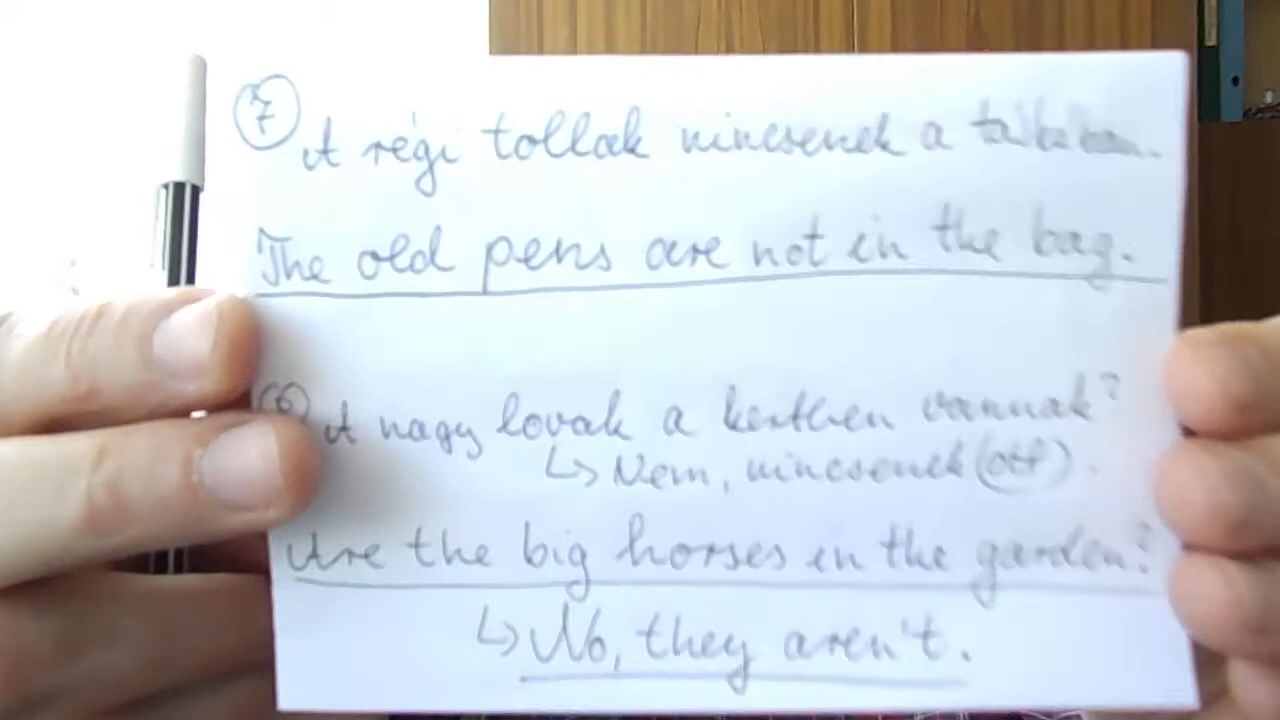 7
A régi tollak nincsenek a
The old pens are not in the bag.
A nagy lovak a kertben vannak?
↳ Nem, nincsenek (ott).
Are the big horses in the garden?
↳ No, they aren't.